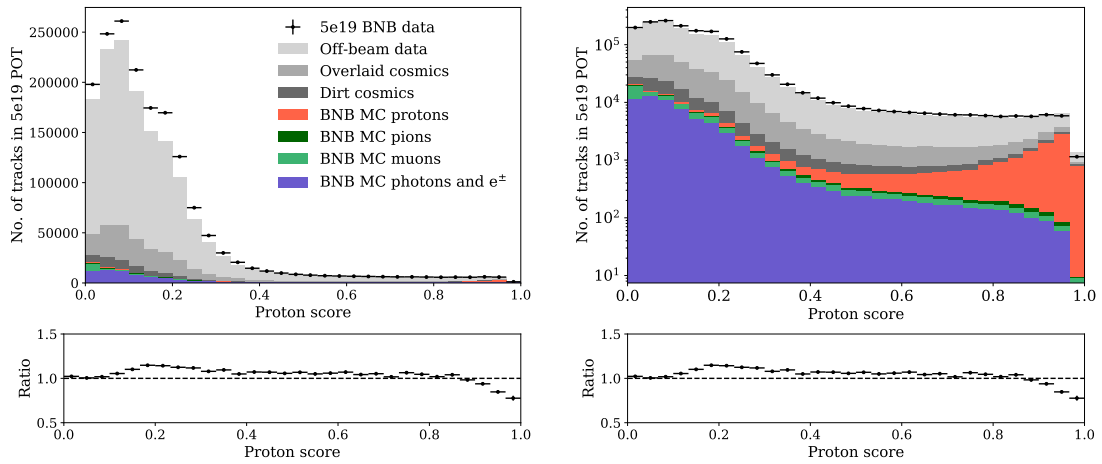 No. of tracks in 5e19 POT
250000
200000
150000
100000
50000
0
5e19 BNB data
Off-beam data
Overlaid cosmics
Dirt cosmics
BNB MC protons
BNB MC pions
BNB MC muons
BNB MC photons and e±
0.0 0.2 0.4 0.6 0.8 1.0
Proton score
No. of tracks in 5e19 POT
10⁵
10⁴
10³
10²
10¹
0.0 0.2 0.4 0.6 0.8 1.0
Proton score
Ratio
1.5
1.0
0.5
0.0 0.2 0.4 0.6 0.8 1.0
Proton score
Ratio
1.5
1.0
0.5
0.0 0.2 0.4 0.6 0.8 1.0
Proton score